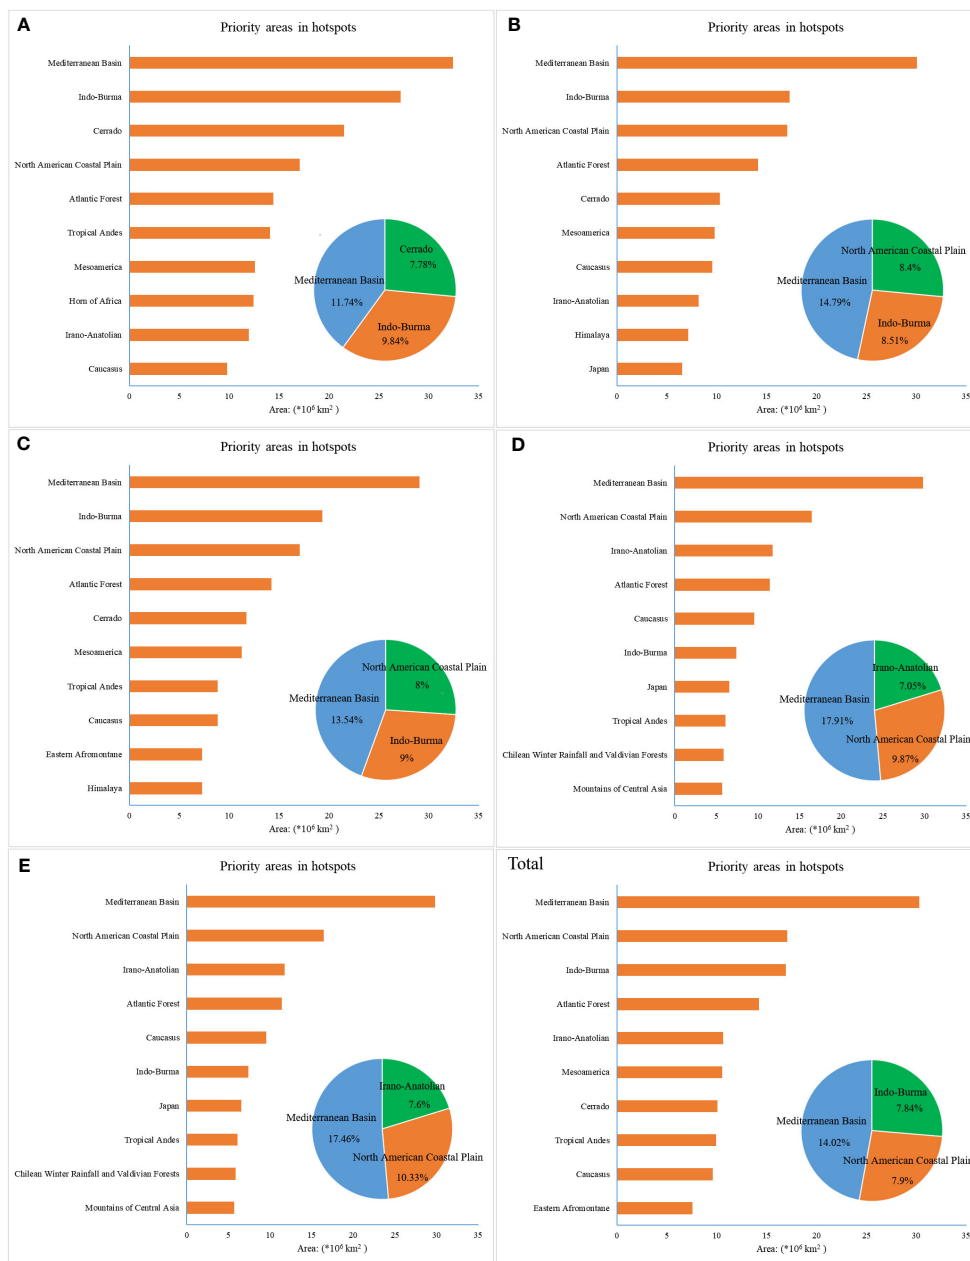 A
Priority areas in hotspots
Mediterranean Basin
Indo-Burma
Cerrado
North American Coastal Plain
Atlantic Forest
Tropical Andes
Mesoamerica
Horn of Africa
Irano-Anatolian
Caucasus
Cerrado
7.78%
Mediterranean Basin
11.74%
Indo-Burma
9.84%
0 5 10 15 20 25 30 35
Area: (*10⁶ km²)
B
Priority areas in hotspots
Mediterranean Basin
Indo-Burma
North American Coastal Plain
Atlantic Forest
Cerrado
Mesoamerica
Caucasus
Irano-Anatolian
Himalaya
Japan
North American Coastal Plain
8.4%
Mediterranean Basin
14.79%
Indo-Burma
8.51%
0 5 10 15 20 25 30 35
Area: (*10⁶ km²)
C
Priority areas in hotspots
Mediterranean Basin
Indo-Burma
North American Coastal Plain
Atlantic Forest
Cerrado
Mesoamerica
Tropical Andes
Caucasus
Eastern Afromontane
Himalaya
North American Coastal Plain
8%
Mediterranean Basin
13.54%
Indo-Burma
9%
0 5 10 15 20 25 30 35
Area: (*10⁶ km²)
D
Priority areas in hotspots
Mediterranean Basin
North American Coastal Plain
Irano-Anatolian
Atlantic Forest
Caucasus
Indo-Burma
Japan
Tropical Andes
Chilean Winter Rainfall and Valdivian Forests
Mountains of Central Asia
Irano-Anatolian
7.05%
Mediterranean Basin
17.91%
North American Coastal Plain
9.87%
0 5 10 15 20 25 30 35
Area: (*10⁶ km²)
E
Priority areas in hotspots
Mediterranean Basin
North American Coastal Plain
Irano-Anatolian
Atlantic Forest
Caucasus
Indo-Burma
Japan
Tropical Andes
Chilean Winter Rainfall and Valdivian Forests
Mountains of Central Asia
Irano-Anatolian
7.6%
Mediterranean Basin
17.46%
North American Coastal Plain
10.33%
0 5 10 15 20 25 30 35
Area: (*10⁶ km²)
Total
Priority areas in hotspots
Mediterranean Basin
North American Coastal Plain
Indo-Burma
Atlantic Forest
Irano-Anatolian
Mesoamerica
Cerrado
Tropical Andes
Caucasus
Eastern Afromontane
Indo-Burma
7.84%
Mediterranean Basin
14.02%
North American Coastal Plain
7.9%
0 5 10 15 20 25 30 35
Area: (*10⁶ km²)